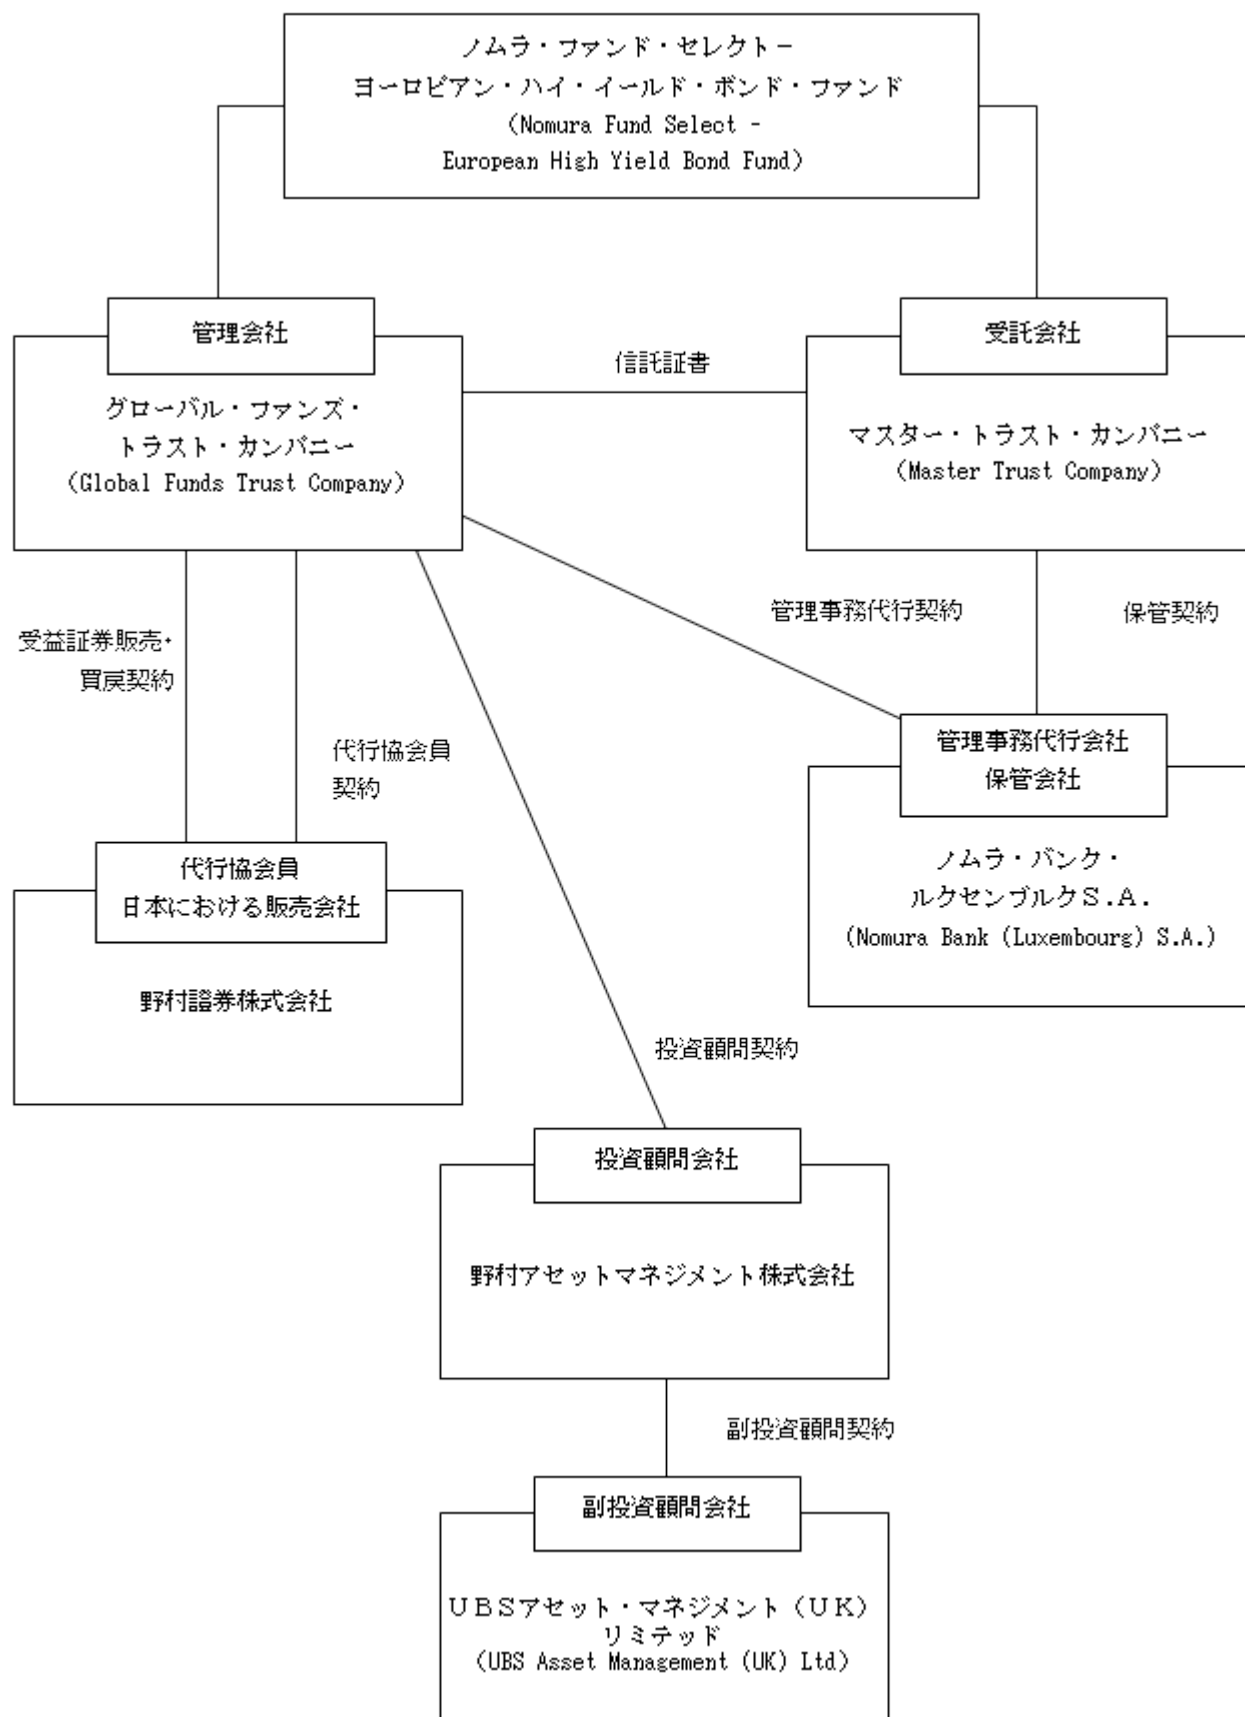 ノムラ・ファンド・セレクト－
ヨーロピアン・ハイ・イールド・ボンド・ファンド
（Nomura Fund Select -
European High Yield Bond Fund）
管理会社
グローバル・ファンズ・
トラスト・カンパニー
（Global Funds Trust Company）
信託証書
受託会社
マスター・トラスト・カンパニー
（Master Trust Company）
受益証券販売・
買戻契約
代行協会員
契約
管理事務代行契約
保管契約
代行協会員
日本における販売会社
野村證券株式会社
管理事務代行会社
保管会社
ノムラ・バンク・
ルクセンブルクＳ.Ａ.
(Nomura Bank (Luxembourg) S.A.)
投資顧問契約
投資顧問会社
野村アセットマネジメント株式会社
副投資顧問契約
副投資顧問会社
ＵＢＳアセット・マネジメント（ＵＫ）
リミテッド
（UBS Asset Management (UK) Ltd）